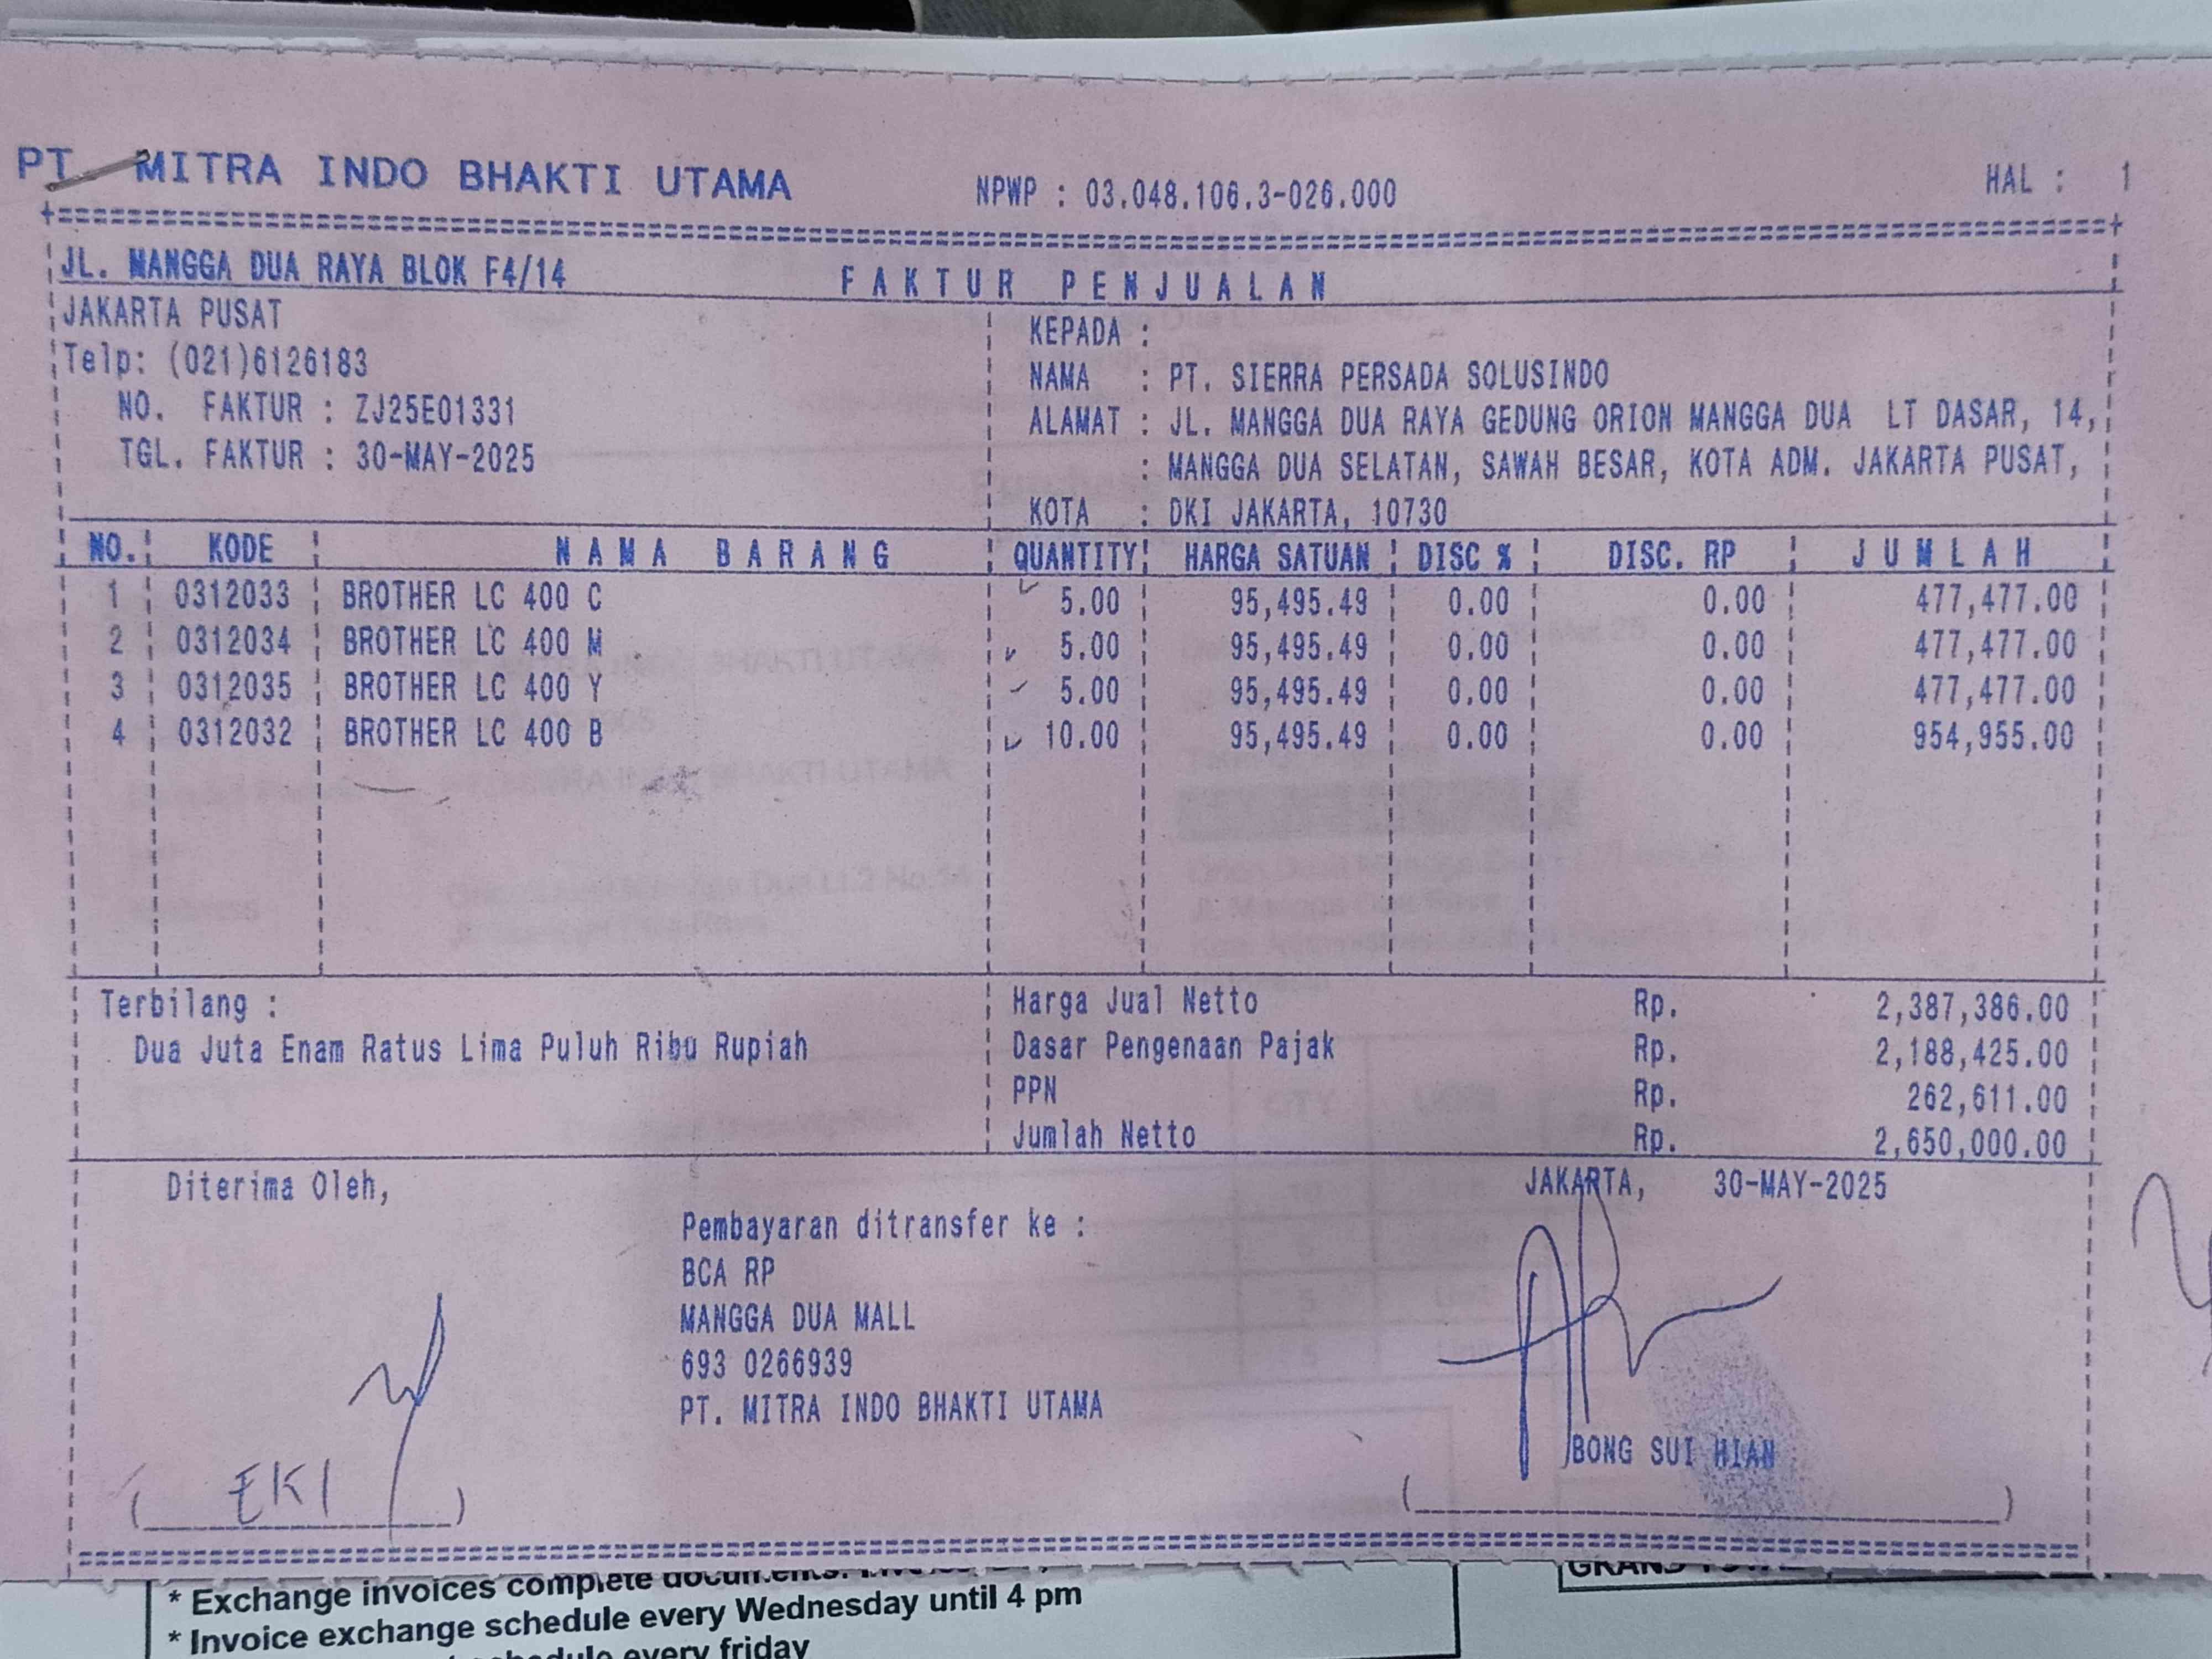 PT. MITRA INDO BHAKTI UTAMA
NPWP : 03.048.106.3-026.000
HAL : 1
JL. MANGGA DUA RAYA BLOK F4/14
FAKTUR PENJUALAN
JAKARTA PUSAT
Telp: (021)6126183
NO. FAKTUR : ZJ25E01331
TGL. FAKTUR : 30-MAY-2025
KEPADA :
NAMA : PT. SIERRA PERSADA SOLUSINDO
ALAMAT : JL. MANGGA DUA RAYA GEDUNG ORION MANGGA DUA LT DASAR, 14,
: MANGGA DUA SELATAN, SAWAH BESAR, KOTA ADM. JAKARTA PUSAT,
KOTA : DKI JAKARTA, 10730
NO. KODE NAMA BARANG QUANTITY HARGA SATUAN DISC % DISC. RP JUMLAH
1 0312033 BROTHER LC 400 C 5.00 95,495.49 0.00 0.00 477,477.00
2 0312034 BROTHER LC 400 M 5.00 95,495.49 0.00 0.00 477,477.00
3 0312035 BROTHER LC 400 Y 5.00 95,495.49 0.00 0.00 477,477.00
4 0312032 BROTHER LC 400 B 10.00 95,495.49 0.00 0.00 954,955.00
Terbilang :
Dua Juta Enam Ratus Lima Puluh Ribu Rupiah
Harga Jual Netto Rp. 2,387,386.00
Dasar Pengenaan Pajak Rp. 2,188,425.00
PPN Rp. 262,611.00
Jumlah Netto Rp. 2,650,000.00
Diterima Oleh,
EKI
Pembayaran ditransfer ke :
BCA RP
MANGGA DUA MALL
693 0266939
PT. MITRA INDO BHAKTI UTAMA
JAKARTA, 30-MAY-2025
BONG SUI HIAN
* Exchange invoices complete
* Invoice exchange schedule every Wednesday until 4 pm
schedule every friday
GRAND